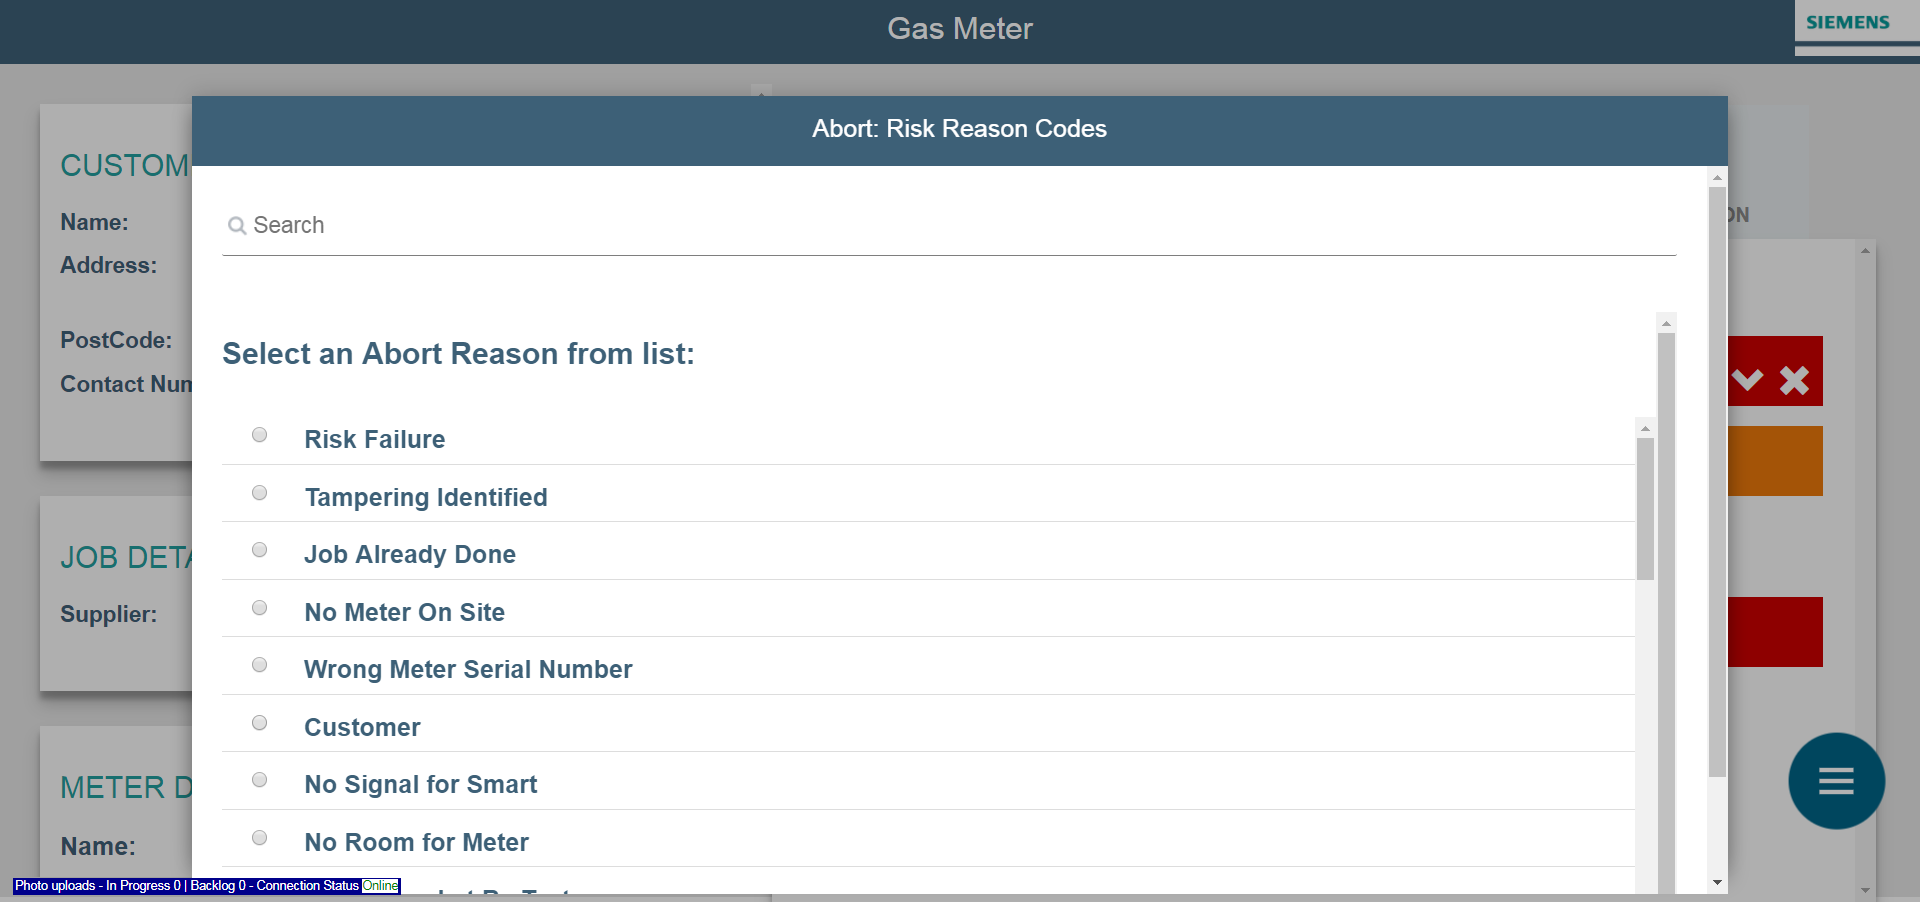 Gas Meter
SIEMENS
Abort: Risk Reason Codes
CUSTOM
Name:
Address:
PostCode:
Contact Num
JOB DETA
Supplier:
METER D
Name:
ON
Search
Select an Abort Reason from list:
Risk Failure
Tampering Identified
Job Already Done
No Meter On Site
Wrong Meter Serial Number
Customer
No Signal for Smart
No Room for Meter
Photo uploads - In Progress 0 | Backlog 0 - Connection Status Online